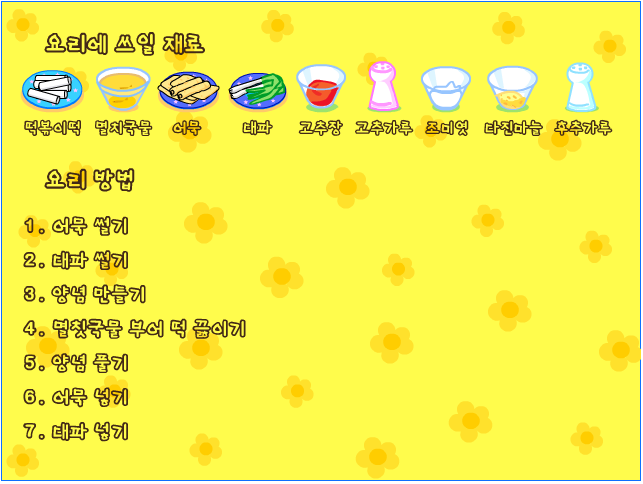 요리에 쓰일 재료
떡볶이떡 멸치국물 어묵 대파 고추장 고추가루 조미엿 다진마늘 후추가루
요리 방법
1. 어묵 썰기
2. 대파 썰기
3. 양념 만들기
4. 멸칫국물 부어 떡 끓이기
5. 양념 풀기
6. 어묵 넣기
7. 대파 넣기